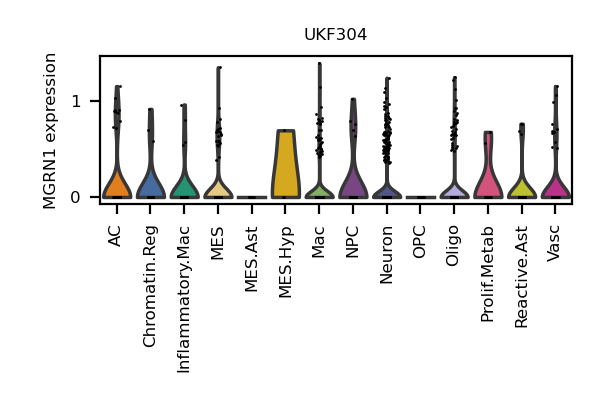 UKF304
MGRN1 expression
1
0
AC
Chromatin.Reg
Inflammatory.Mac
MES
MES.Ast
MES.Hyp
Mac
NPC
Neuron
OPC
Oligo
Prolif.Metab
Reactive.Ast
Vasc